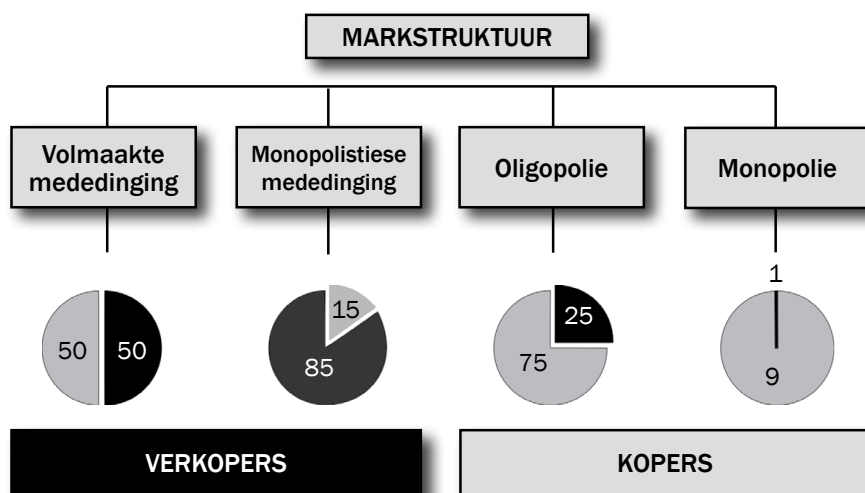 MARKSTRUKTUUR
Volmaakte
mededinging
Monopolistiese
mededinging
Oligopolie
Monopolie
50
50
15
85
25
75
1
9
VERKOPERS
KOPERS